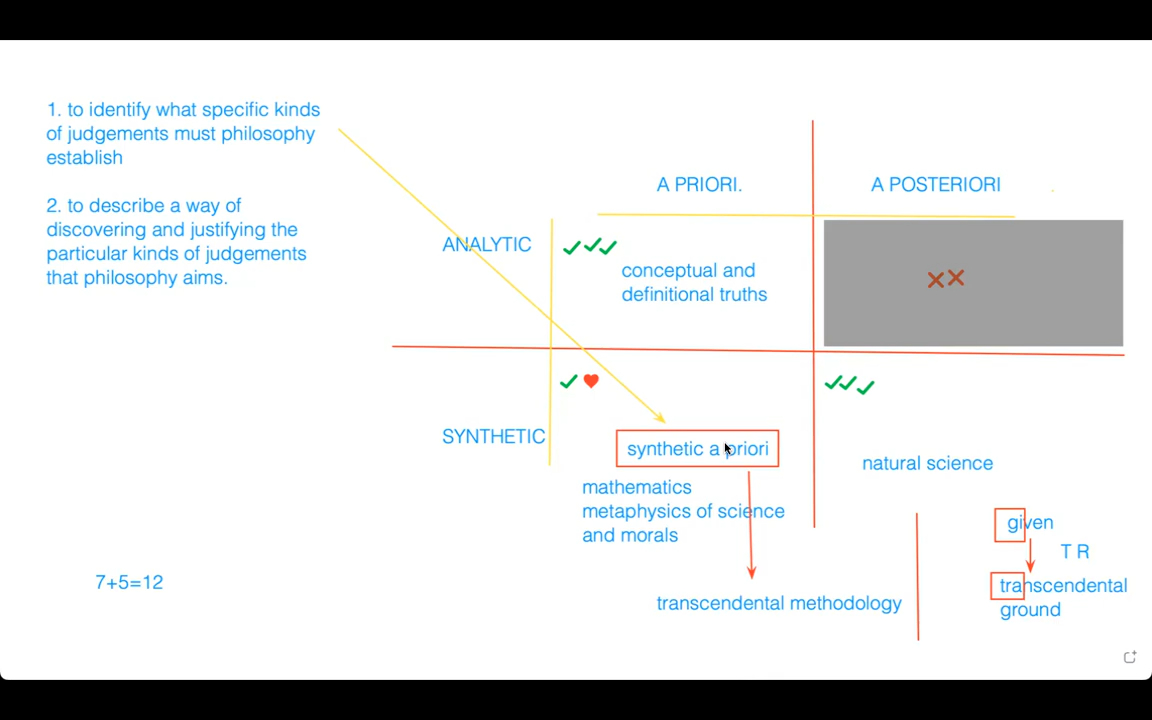 1. to identify what specific kinds
of judgements must philosophy
establish
2. to describe a way of
discovering and justifying the
particular kinds of judgements
that philosophy aims.
A PRIORI.
A POSTERIORI
ANALYTIC
conceptual and
definitional truths
SYNTHETIC
synthetic a priori
mathematics
metaphysics of science
and morals
natural science
given
T R
transcendental
ground
transcendental methodology
7+5=12